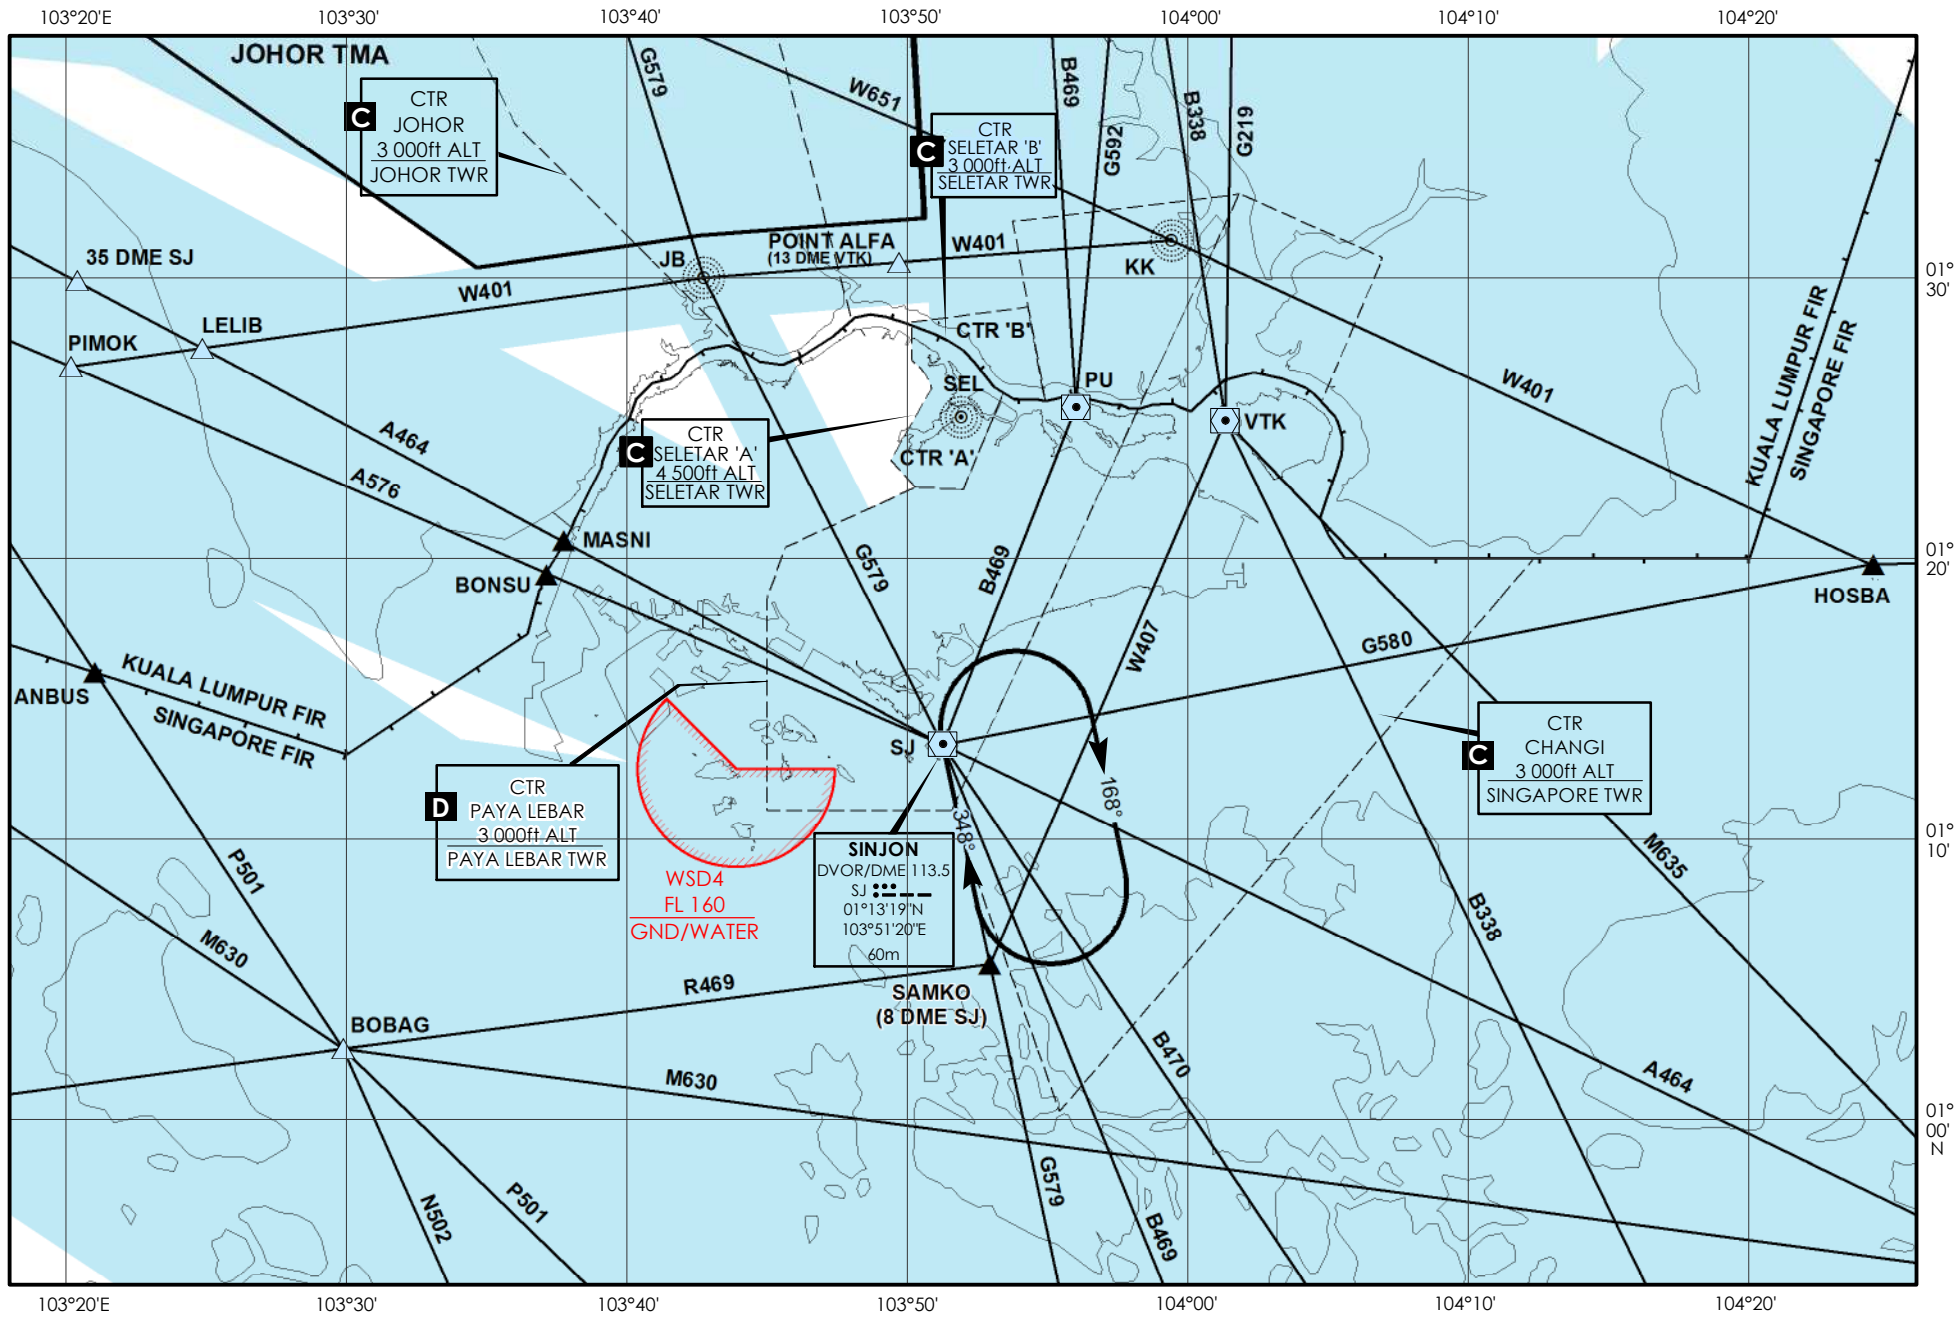 103°20'E
103°40'
103°50'
104°00'
104°10'
104°20'
JOHOR TMA
G579
W651
B469
G592
B338
G219
C
CTR
JOHOR
3 000ft ALT
JOHOR TWR
C
CTR
SELETAR 'B'
3 000ft ALT
SELETAR TWR
35 DME SJ
JB
POINT ALFA
(13 DME VTK)
W401
KK
01°
30'
W401
LELIB
PIMOK
CTR 'B'
SEL
PU
VTK
W401
KUALA LUMPUR FIR
SINGAPORE FIR
A464
A576
C
CTR
SELETAR 'A'
4 500ft ALT
SELETAR TWR
CTR 'A'
MASNI
BONSU
G579
B469
01°
20'
HOSBA
W407
G580
ANBUS
KUALA LUMPUR FIR
SINGAPORE FIR
SJ
168°
348°
C
CTR
CHANGI
3 000ft ALT
SINGAPORE TWR
D
CTR
PAYA LEBAR
3 000ft ALT
PAYA LEBAR TWR
WSD4
FL 160
GND/WATER
SINJON
DVOR/DME 113.5
SJ
01°13'19"N
103°51'20"E
60m
01°
10'
P501
M630
M635
B338
R469
SAMKO
(8 DME SJ)
BOBAG
M630
B470
A464
01°
00'
N
N502
P501
G579
B469
103°20'E
103°30'
103°40'
103°50'
104°00'
104°10'
104°20'